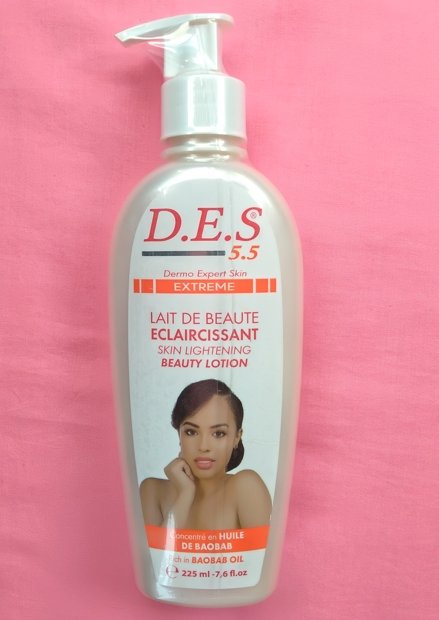 D.E.S®
5.5
Dermo Expert Skin
EXTREME
LAIT DE BEAUTE
ECLAIRCISSANT
SKIN LIGHTENING
BEAUTY LOTION
Concentré en HUILE
DE BAOBAB
Rich in BAOBAB OIL
℮ 225 ml -7,6 fl.oz